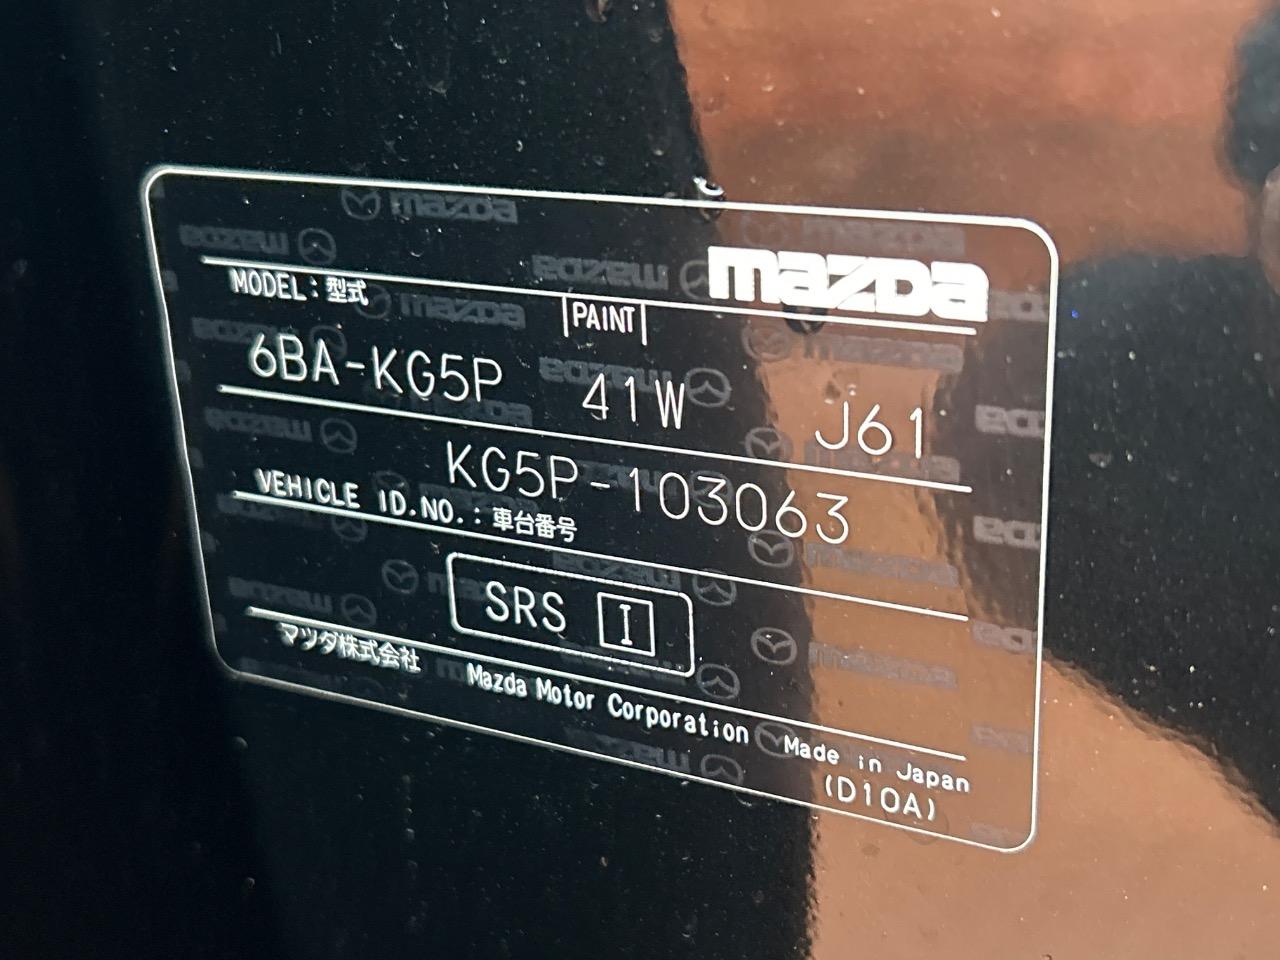 mazda
MODEL: 型式
PAINT
6BA-KG5P 41W J61
KG5P-103063
VEHICLE ID.NO.: 車台番号
SRS I
マツダ株式会社 Mazda Motor Corporation Made in Japan
(D10A)